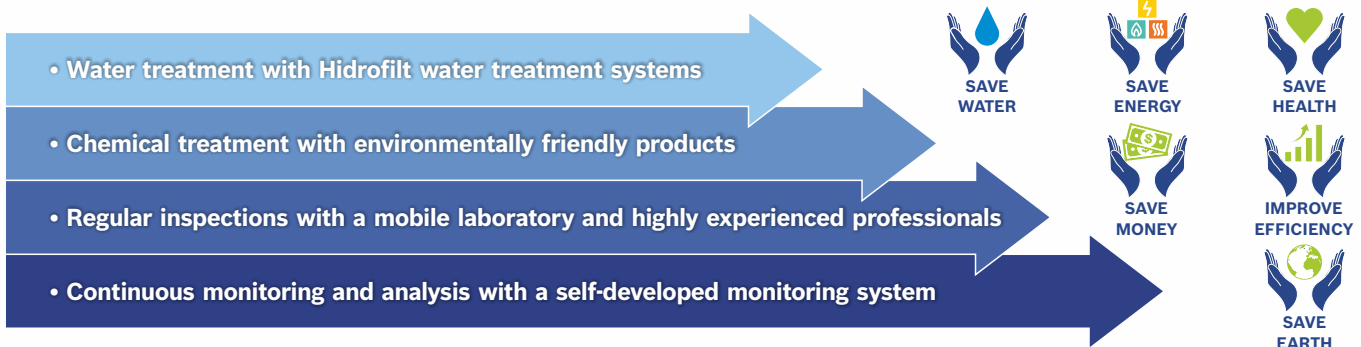 • Water treatment with Hidrofilt water treatment systems
• Chemical treatment with environmentally friendly products
• Regular inspections with a mobile laboratory and highly experienced professionals
• Continuous monitoring and analysis with a self-developed monitoring system
SAVE
WATER
SAVE
ENERGY
SAVE
HEALTH
SAVE
MONEY
IMPROVE
EFFICIENCY
SAVE
EARTH